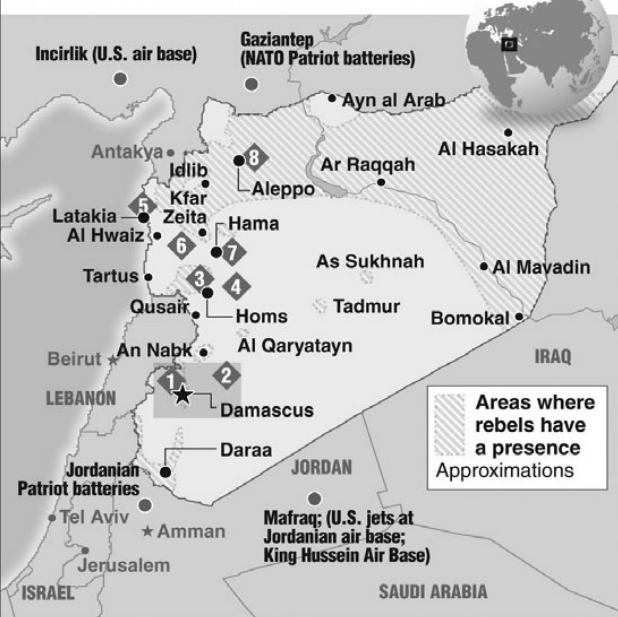 Incirlik (U.S. air base)
Gaziantep
(NATO Patriot batteries)
Ayn al Arab
Antakya
Idlib
8
Ar Raqqah
Al Hasakah
Aleppo
Kfar
Zeita
5
Latakia
Al Hwaiz
Hama
6
7
As Sukhnah
Al Mavadin
Tartus
3
4
Tadmur
Qusair
Homs
Bomokal
Beirut
An Nabk
Al Qaryatayn
IRAQ
1
2
LEBANON
Damascus
Areas where
rebels have
a presence
Approximations
Daraa
Jordanian
Patriot batteries
JORDAN
Tel Aviv
Amman
Mafraq; (U.S. jets at
Jordanian air base;
King Hussein Air Base)
Jerusalem
ISRAEL
SAUDI ARABIA